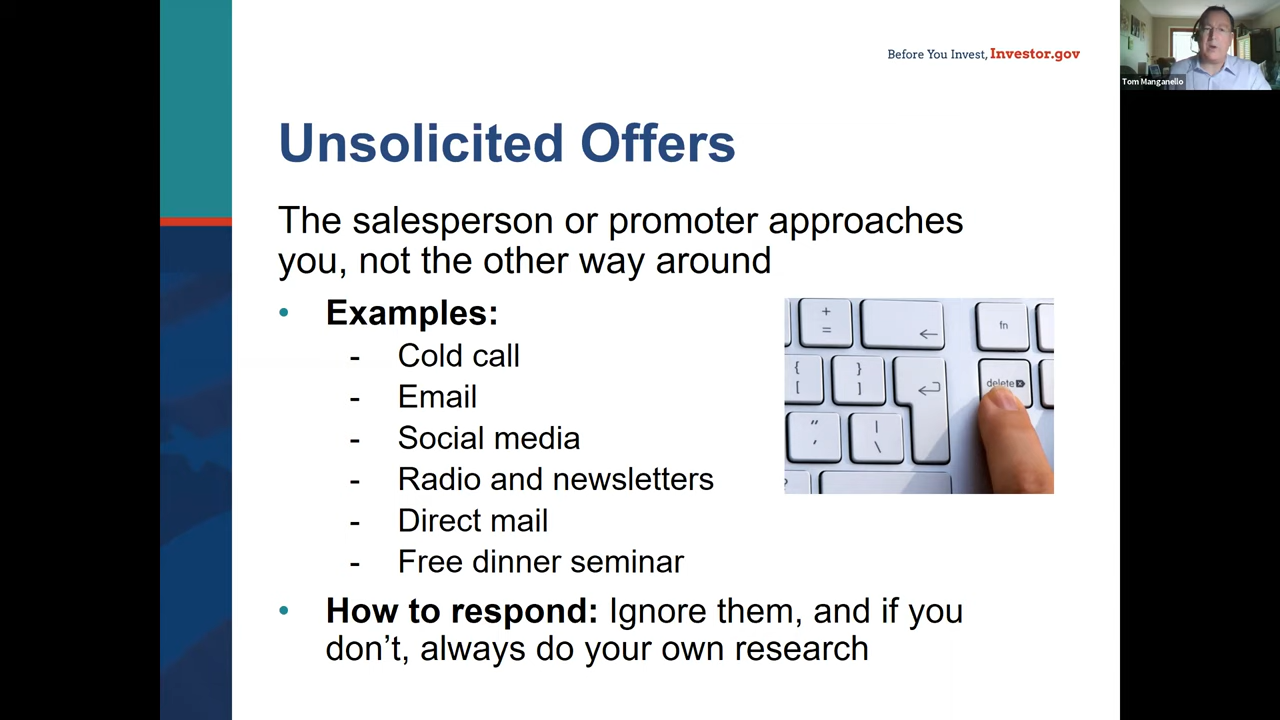 Before You Invest, Investor.gov
Tom Manganello
Unsolicited Offers
The salesperson or promoter approaches
you, not the other way around
• Examples:
- Cold call
- Email
- Social media
- Radio and newsletters
- Direct mail
- Free dinner seminar
+
=
fn
{
[
}
]
delete
"
,
|
\
?
• How to respond: Ignore them, and if you
don’t, always do your own research